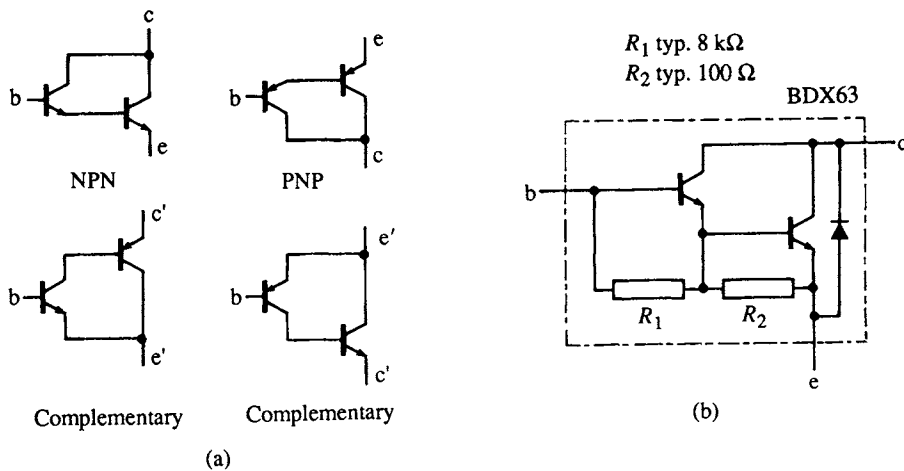 c
b
e
NPN
e
b
c
PNP
c'
b
e'
Complementary
e'
b
c'
Complementary
(a)
R₁ typ. 8 kΩ
R₂ typ. 100 Ω
BDX63
b
c
R₁
R₂
e
(b)